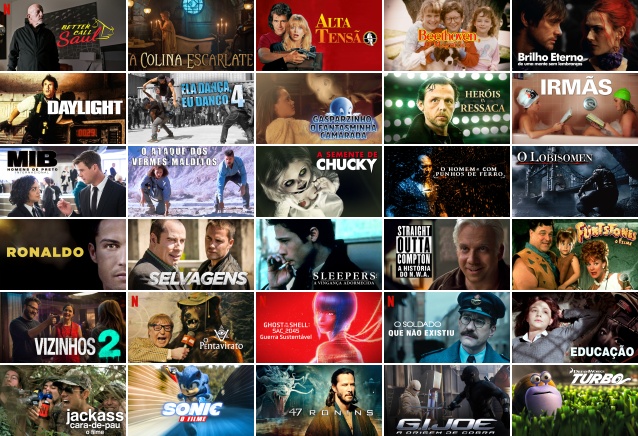 N
BETTER
CALL
Saul
A COLINA ESCARLATE
ALTA
TENSÃO
Beethoven
Brilho Eterno
de uma mente sem lembranças
DAYLIGHT
ELA DANÇA,
EU DANÇO 4
GASPARZINHO
O FANTASMINHA
CAMARADA
HERÓIS
DA
RESSACA
IRMÃS
MIB
HOMENS DE PRETO
O ATAQUE DOS
VERMES MALDITOS
A SEMENTE DE
CHUCKY
O HOMEM COM
PUNHOS DE FERRO
O LOBISOMEN
RONALDO
SELVAGENS
SLEEPERS
A VINGANÇA ADORMECIDA
STRAIGHT
OUTTA
COMPTON
A HISTÓRIA
DO N.W.A.
OS
FLINTSTONES
O FILME
VIZINHOS 2
N
O
Pentavirato
GHOST IN
THE SHELL:
SAC_2045
Guerra Sustentável
N
O SOLDADO
QUE NÃO EXISTIU
EDUCAÇÃO
jackass
cara-de-pau
o filme
SONIC
O FILME
47 RONINS
G.I. JOE
A ORIGEM DE COBRA
DREAMWORKS
TURBO